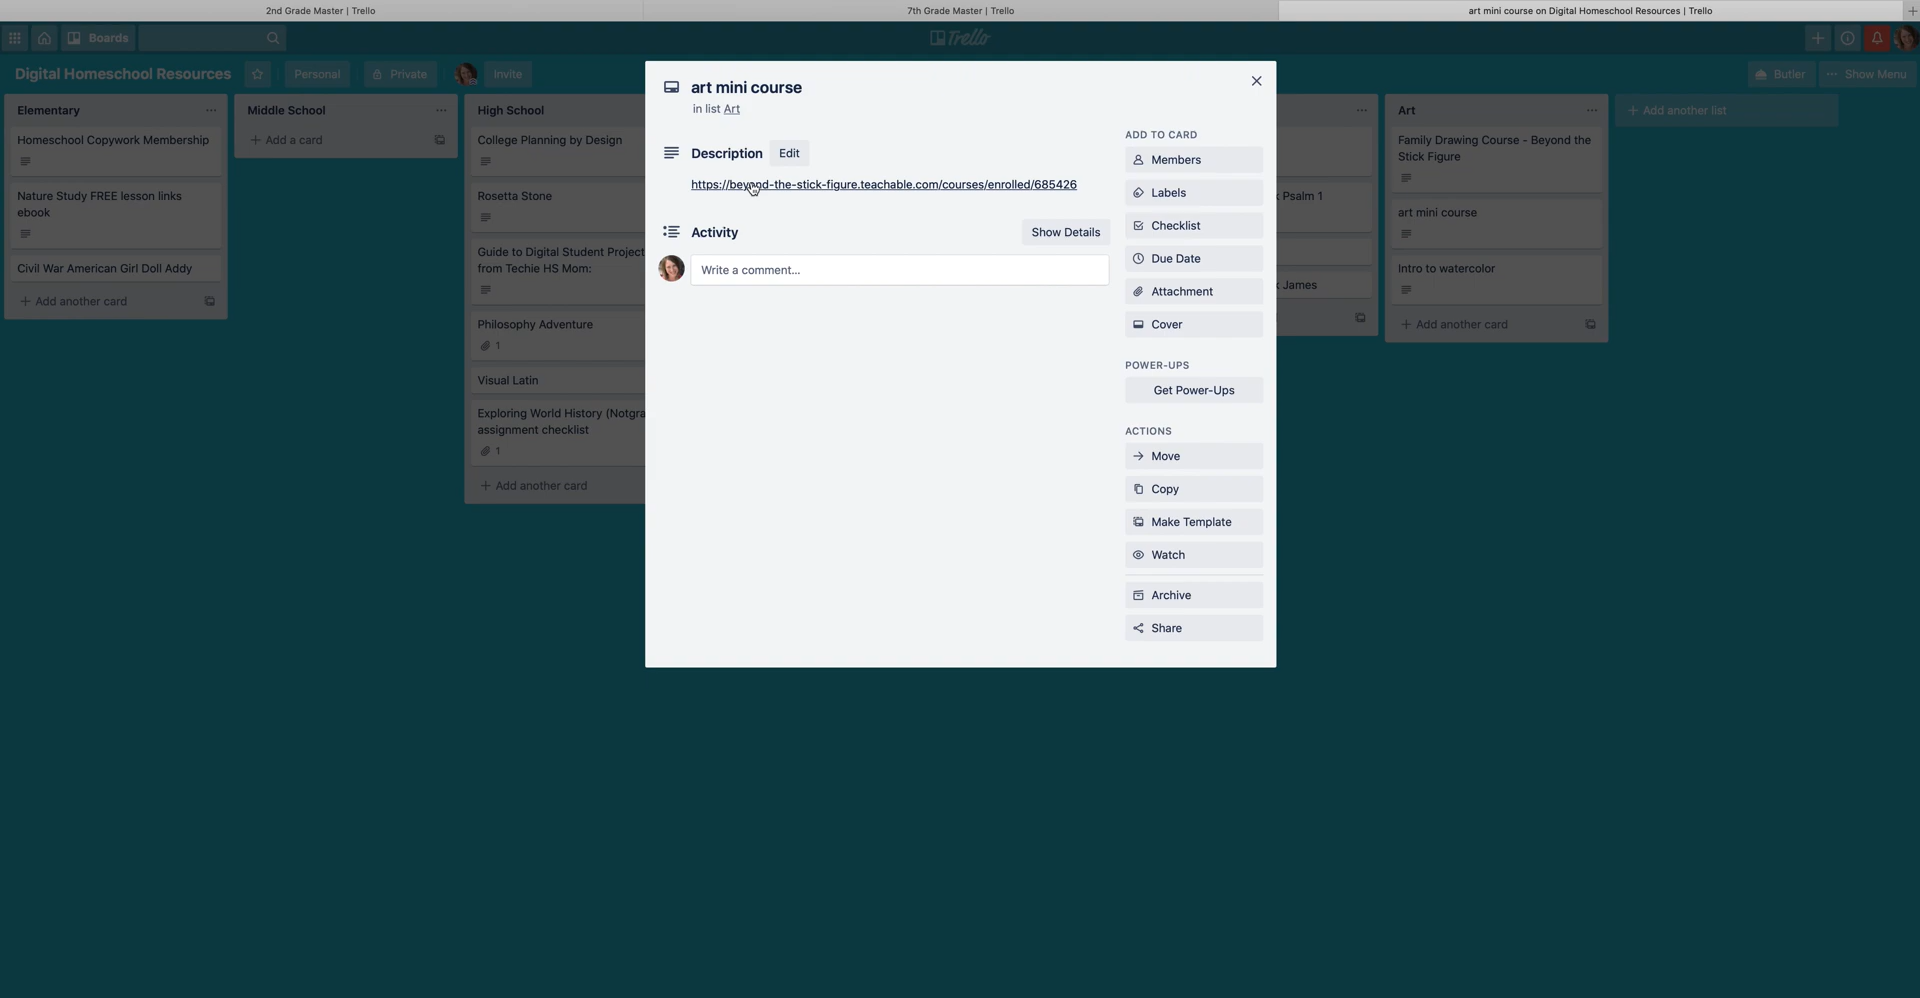 2nd Grade Master | Trello
7th Grade Master | Trello
art mini course on Digital Homeschool Resources | Trello
Boards
Trello
Digital Homeschool Resources
Personal
Private
Invite
Butler
Show Menu
Elementary
Homeschool Copywork Membership
Nature Study FREE lesson links
ebook
Civil War American Girl Doll Addy
+ Add another card
Middle School
+ Add a card
High School
College Planning by Design
Rosetta Stone
Guide to Digital Student Project
from Techie HS Mom:
Philosophy Adventure
1
Visual Latin
Exploring World History (Notgra
assignment checklist
1
+ Add another card
art mini course
in list Art
Description
Edit
https://beyond-the-stick-figure.teachable.com/courses/enrolled/685426
Activity
Show Details
Write a comment...
ADD TO CARD
Members
Labels
Checklist
Due Date
Attachment
Cover
POWER-UPS
Get Power-Ups
ACTIONS
Move
Copy
Make Template
Watch
Archive
Share
Psalm 1
James
Art
Family Drawing Course - Beyond the
Stick Figure
art mini course
Intro to watercolor
+ Add another card
+ Add another list